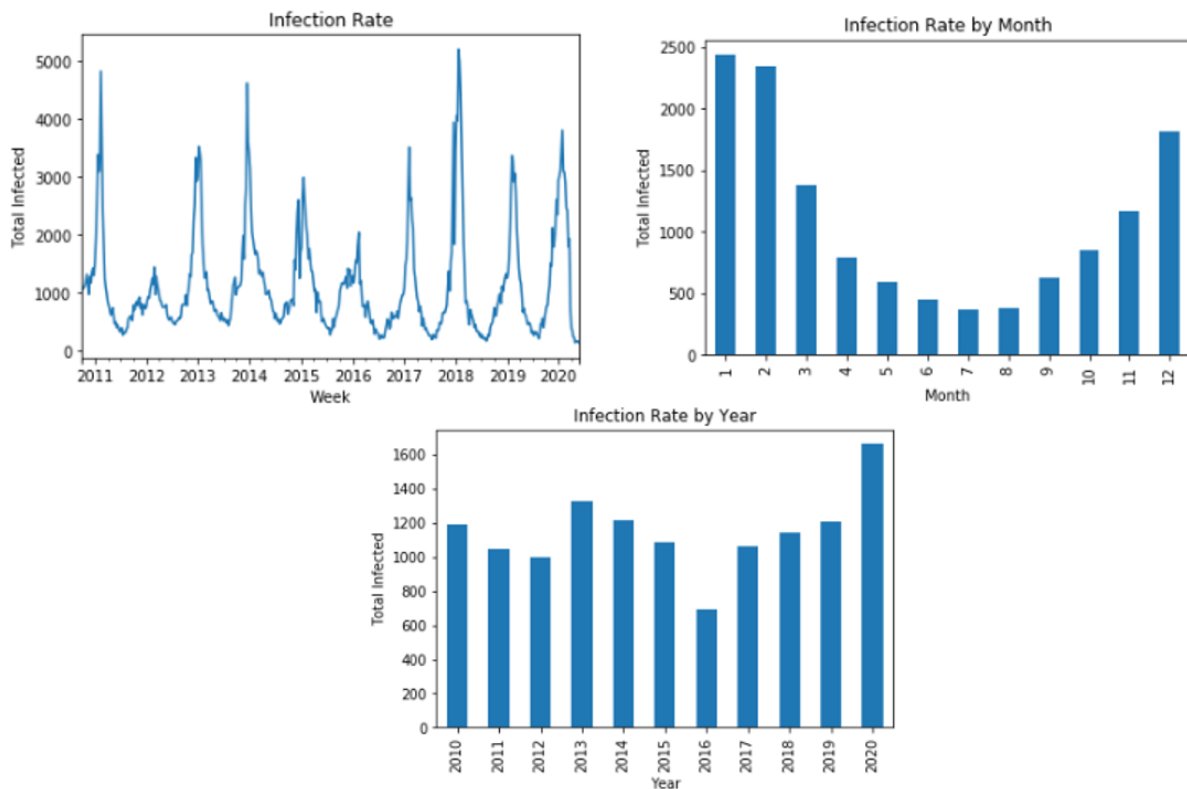 Infection Rate
Total Infected
5000
4000
3000
2000
1000
0
2011 2012 2013 2014 2015 2016 2017 2018 2019 2020
Week
Infection Rate by Month
Total Infected
2500
2000
1500
1000
500
0
1 2 3 4 5 6 7 8 9 10 11 12
Month
Infection Rate by Year
Total Infected
1600
1400
1200
1000
800
600
400
200
0
2010 2011 2012 2013 2014 2015 2016 2017 2018 2019 2020
Year